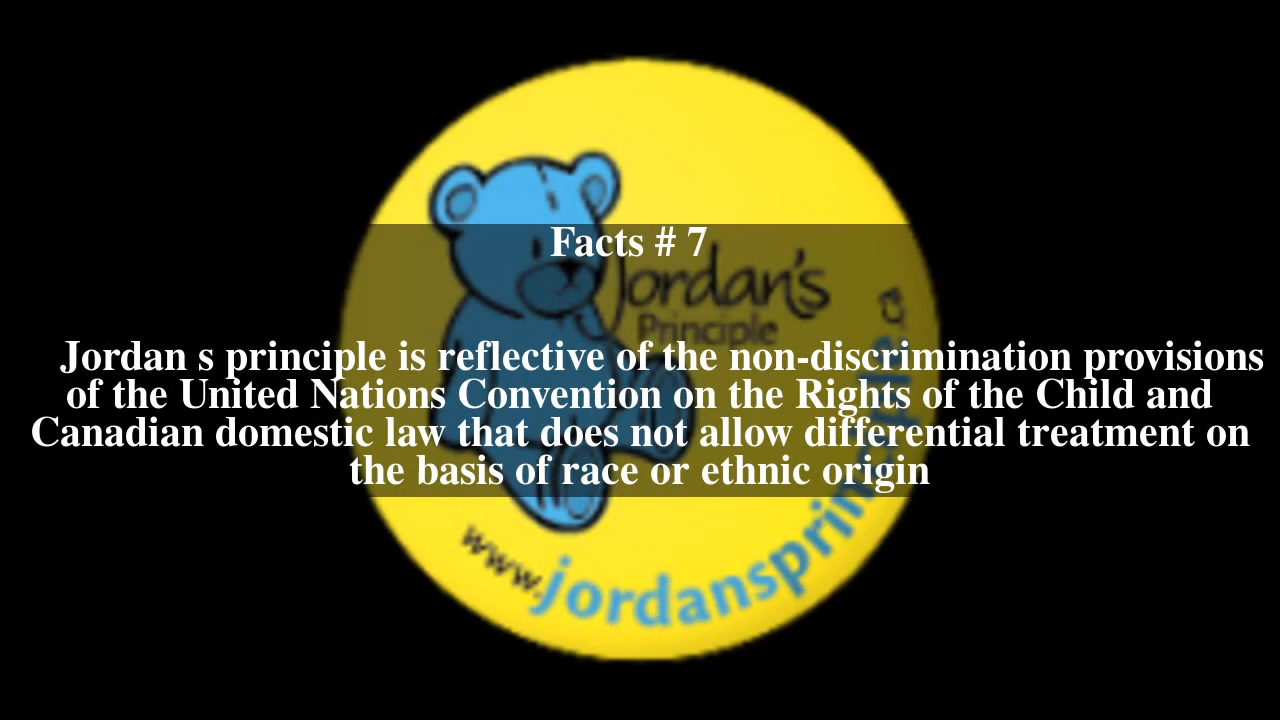 Facts # 7
Jordan's
Principle
Jordan s principle is reflective of the non-discrimination provisions
of the United Nations Convention on the Rights of the Child and
Canadian domestic law that does not allow differential treatment on
the basis of race or ethnic origin
www.jordansprinciple.ca